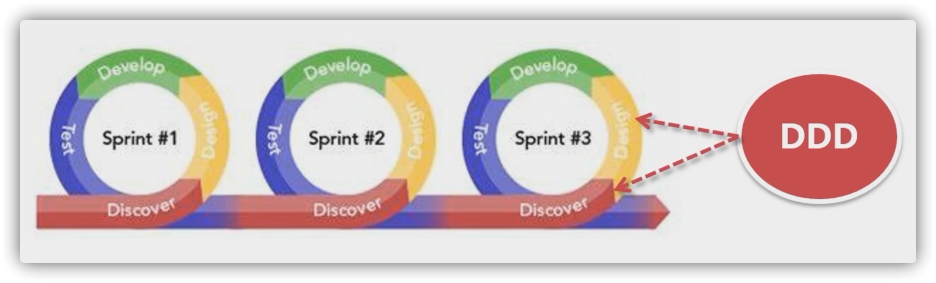 Develop
Test
Sprint #1
Design
Discover
Develop
Test
Sprint #2
Design
Discover
Develop
Test
Sprint #3
Design
Discover
DDD